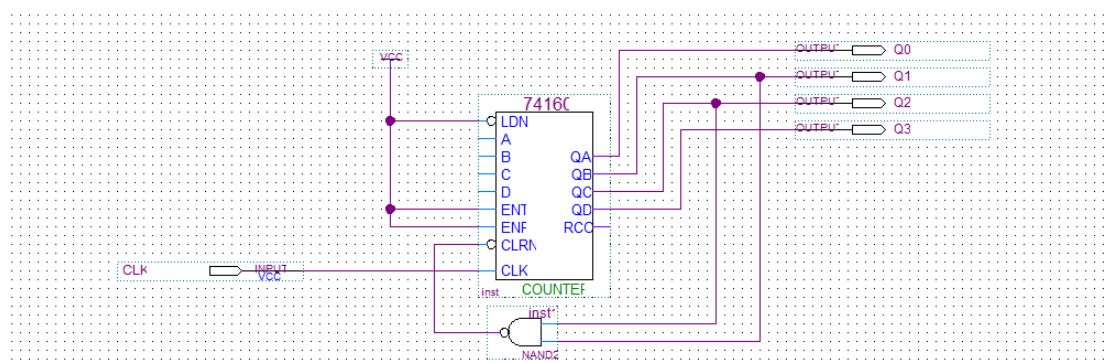 VCC
74160
LDN
A
B
C
D
ENT
ENP
CLRN
CLK
QA
QB
QC
QD
RCO
COUNTER
inst
CLK
INPUT
VCC
OUTPUT
Q0
OUTPUT
Q1
OUTPUT
Q2
OUTPUT
Q3
inst1
NAND2